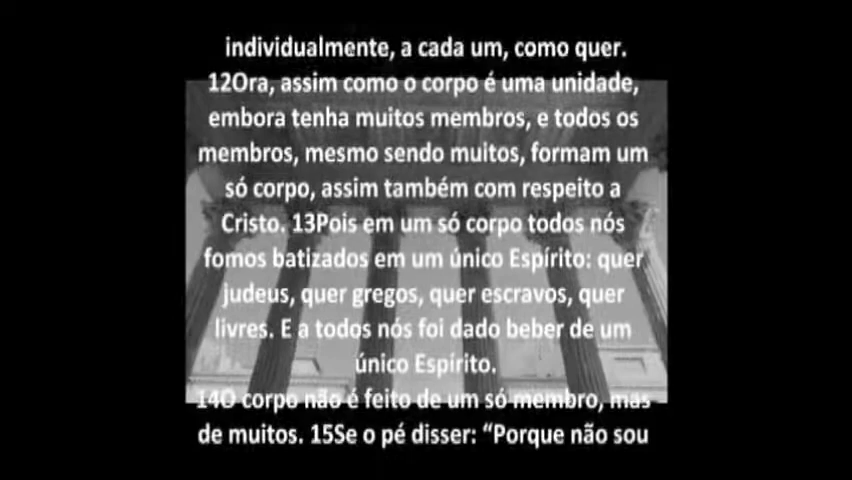 individualmente, a cada um, como quer.
12Ora, assim como o corpo é uma unidade,
embora tenha muitos membros, e todos os
membros, mesmo sendo muitos, formam um
só corpo, assim também com respeito a
Cristo. 13Pois em um só corpo todos nós
fomos batizados em um único Espírito: quer
judeus, quer gregos, quer escravos, quer
livres. E a todos nós foi dado beber de um
único Espírito.
14O corpo não é feito de um só membro, mas
de muitos. 15Se o pé disser: “Porque não sou